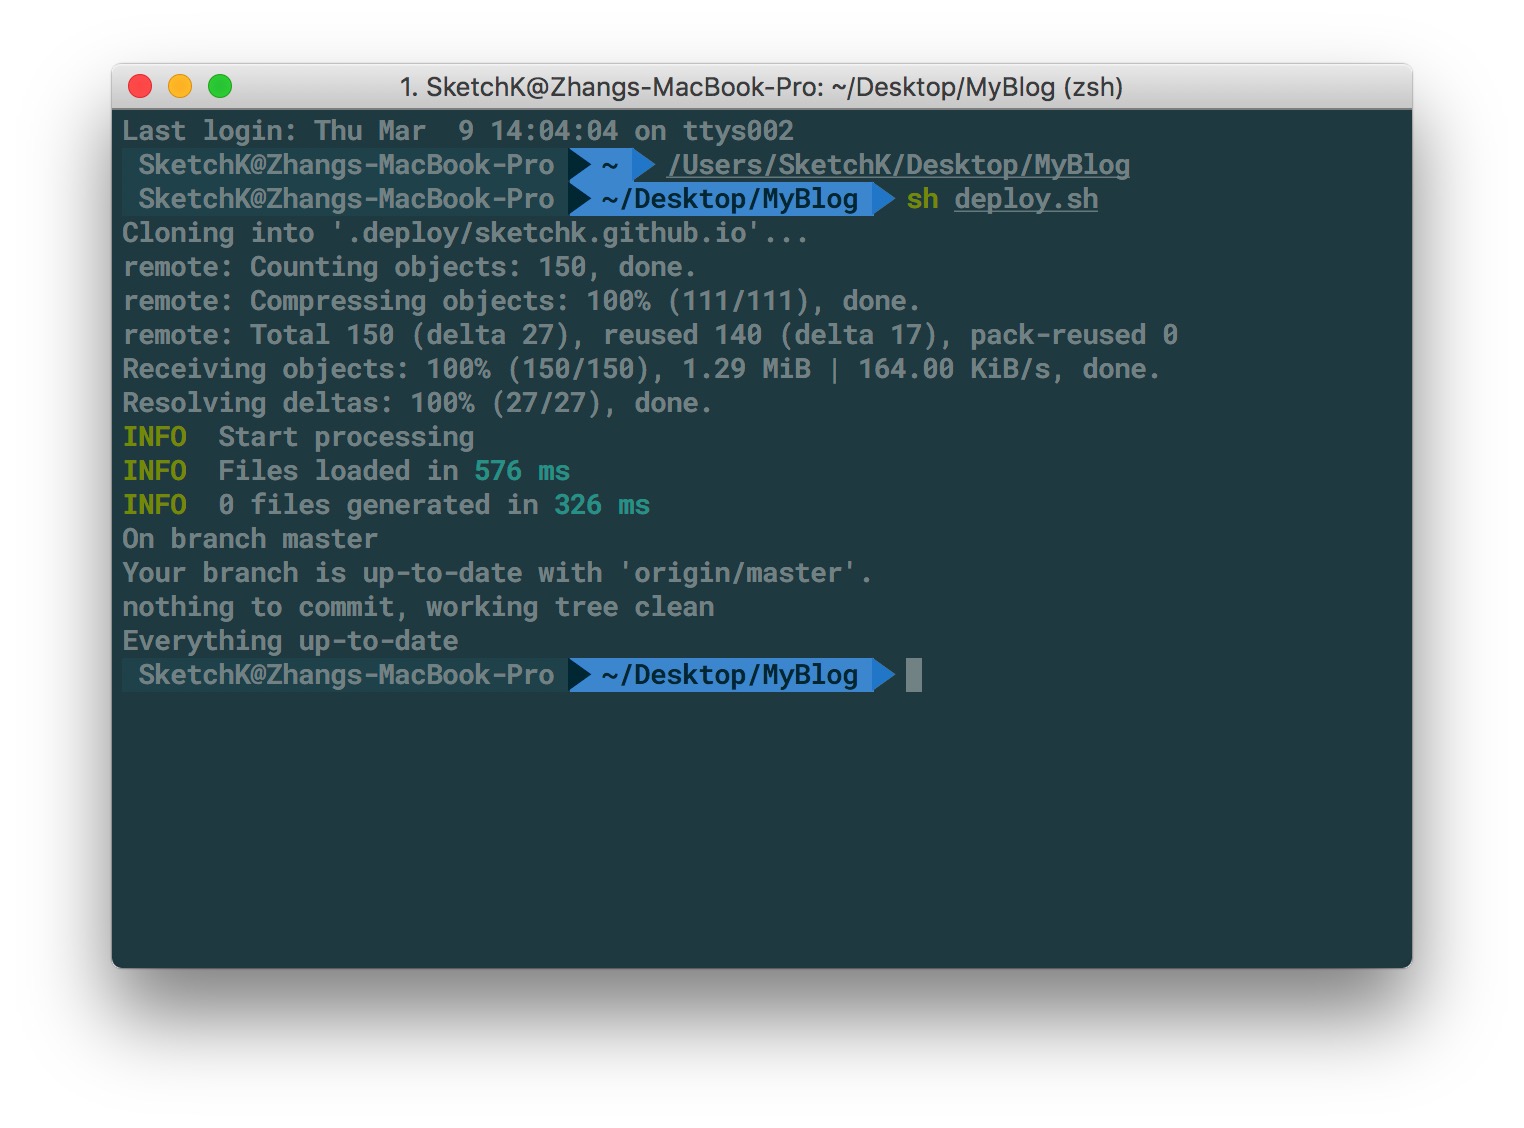 1. SketchK@Zhangs-MacBook-Pro: ~/Desktop/MyBlog (zsh)
Last login: Thu Mar  9 14:04:04 on ttys002
SketchK@Zhangs-MacBook-Pro ~ /Users/SketchK/Desktop/MyBlog
SketchK@Zhangs-MacBook-Pro ~/Desktop/MyBlog sh deploy.sh
Cloning into '.deploy/sketchk.github.io'...
remote: Counting objects: 150, done.
remote: Compressing objects: 100% (111/111), done.
remote: Total 150 (delta 27), reused 140 (delta 17), pack-reused 0
Receiving objects: 100% (150/150), 1.29 MiB | 164.00 KiB/s, done.
Resolving deltas: 100% (27/27), done.
INFO  Start processing
INFO  Files loaded in 576 ms
INFO  0 files generated in 326 ms
On branch master
Your branch is up-to-date with 'origin/master'.
nothing to commit, working tree clean
Everything up-to-date
SketchK@Zhangs-MacBook-Pro ~/Desktop/MyBlog